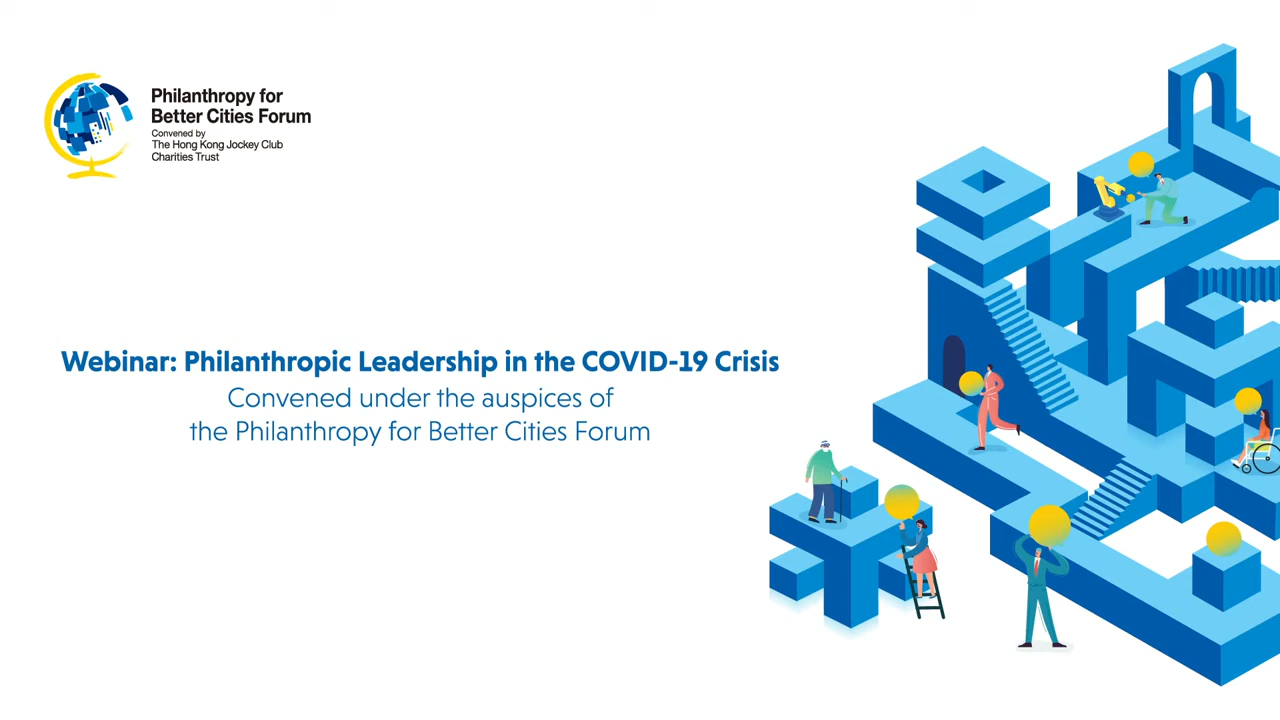 Philanthropy for
Better Cities Forum
Convened by
The Hong Kong Jockey Club
Charities Trust
Webinar: Philanthropic Leadership in the COVID-19 Crisis
Convened under the auspices of
the Philanthropy for Better Cities Forum